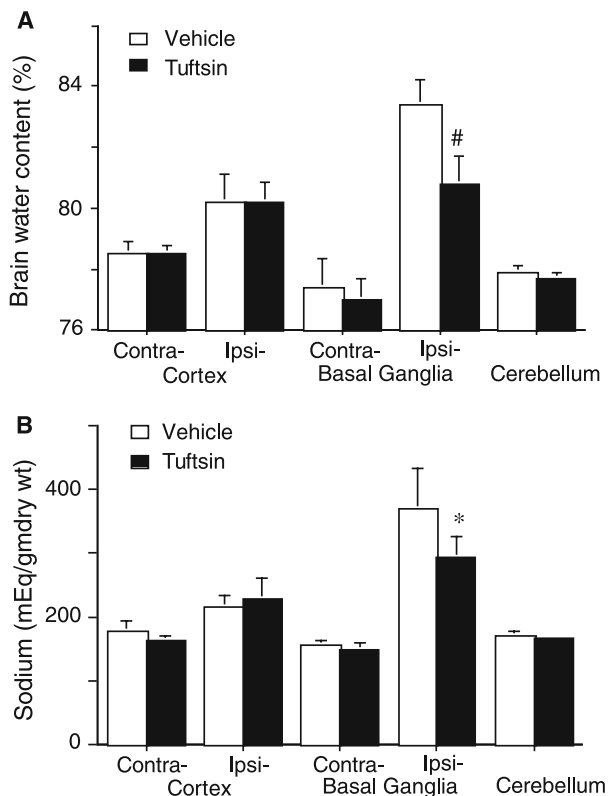 A
Vehicle
Tuftsin
Brain water content (%)
84
80
76
Contra- Ipsi- Contra- Ipsi-
Cortex Basal Ganglia Cerebellum
#
B
Vehicle
Tuftsin
Sodium (mEq/gmdry wt)
400
200
0
*
Contra- Ipsi- Contra- Ipsi-
Cortex Basal Ganglia Cerebellum